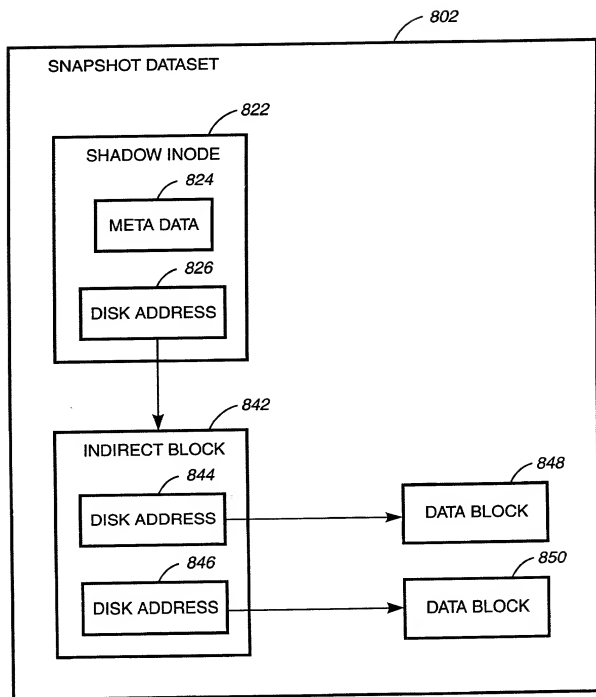 802
SNAPSHOT DATASET
822
SHADOW INODE
824
META DATA
826
DISK ADDRESS
842
INDIRECT BLOCK
844
DISK ADDRESS
848
DATA BLOCK
846
DISK ADDRESS
850
DATA BLOCK